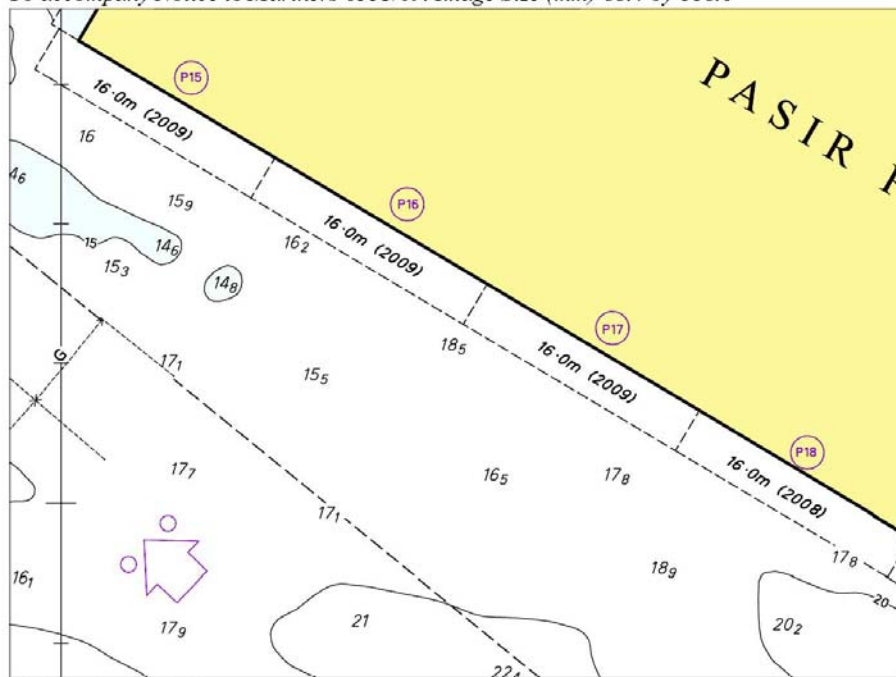 P15
16·0m (2009)
PASIR
16
P16
14₆
15₉
16·0m (2009)
16₂
15
14₆
15₃
14₈
P17
18₅
16·0m (2009)
G
17₁
15₅
P18
17₇
16₅
17₈
16·0m (2008)
17₁
17₈
18₉
16₁
20
21
20₂
17₉